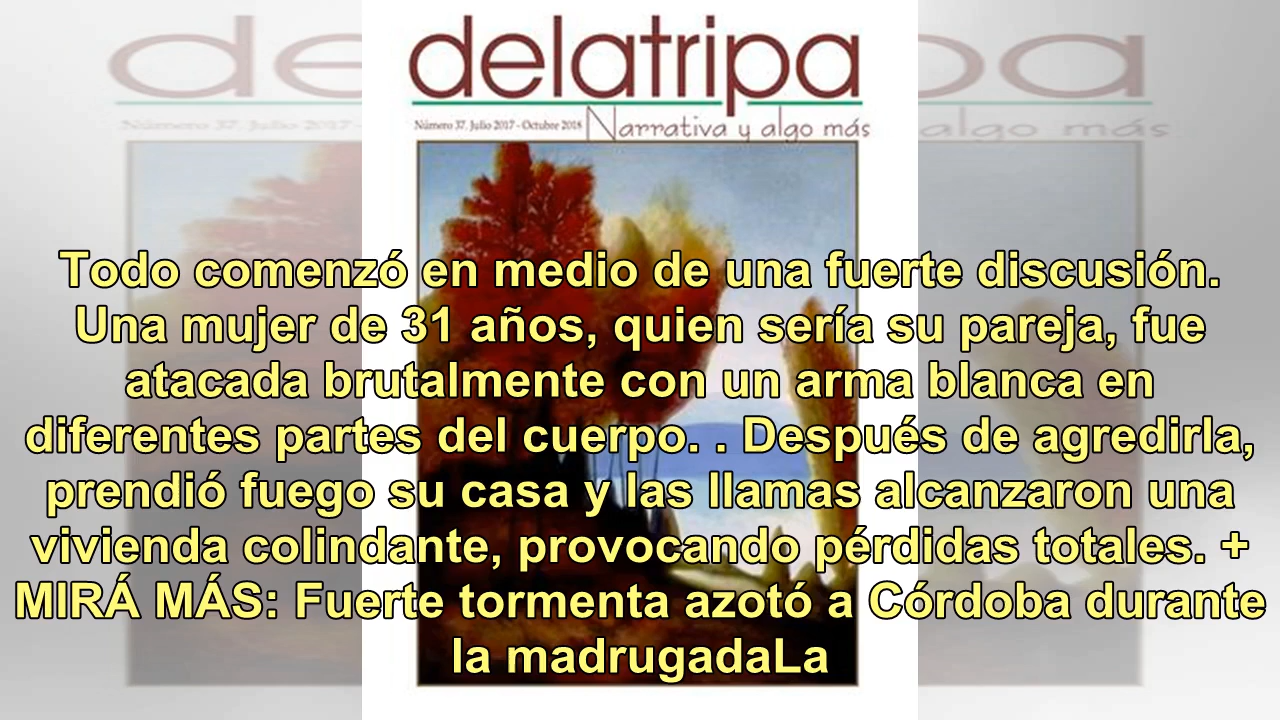 delatripa
Número 37. Julio 2017 - Octubre 2018
Narrativa y algo más
Todo comenzó en medio de una fuerte discusión.
Una mujer de 31 años, quien sería su pareja, fue
atacada brutalmente con un arma blanca en
diferentes partes del cuerpo. . Después de agredirla,
prendió fuego su casa y las llamas alcanzaron una
vivienda colindante, provocando pérdidas totales. +
MIRÁ MÁS: Fuerte tormenta azotó a Córdoba durante
la madrugadaLa